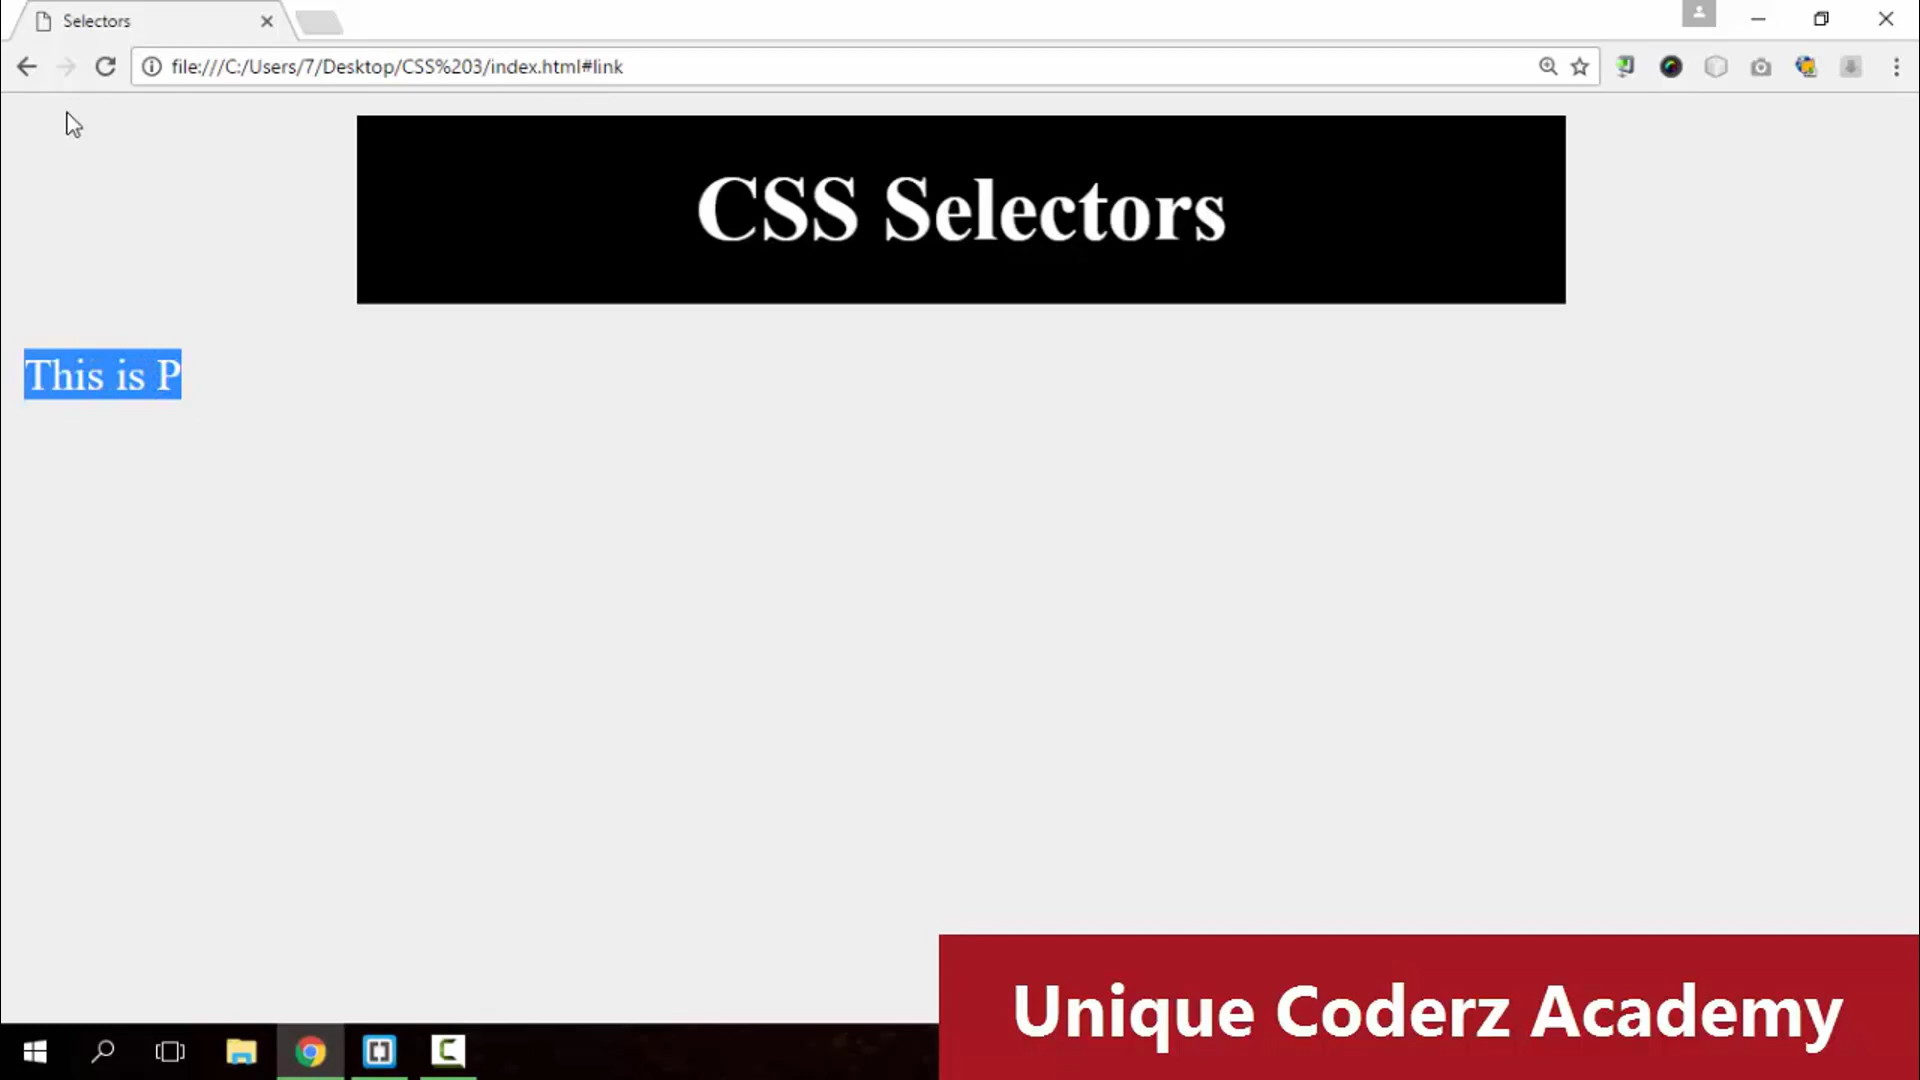 Selectors
file:///C:/Users/7/Desktop/CSS%203/index.html#link
CSS Selectors
This is P
Unique Coderz Academy